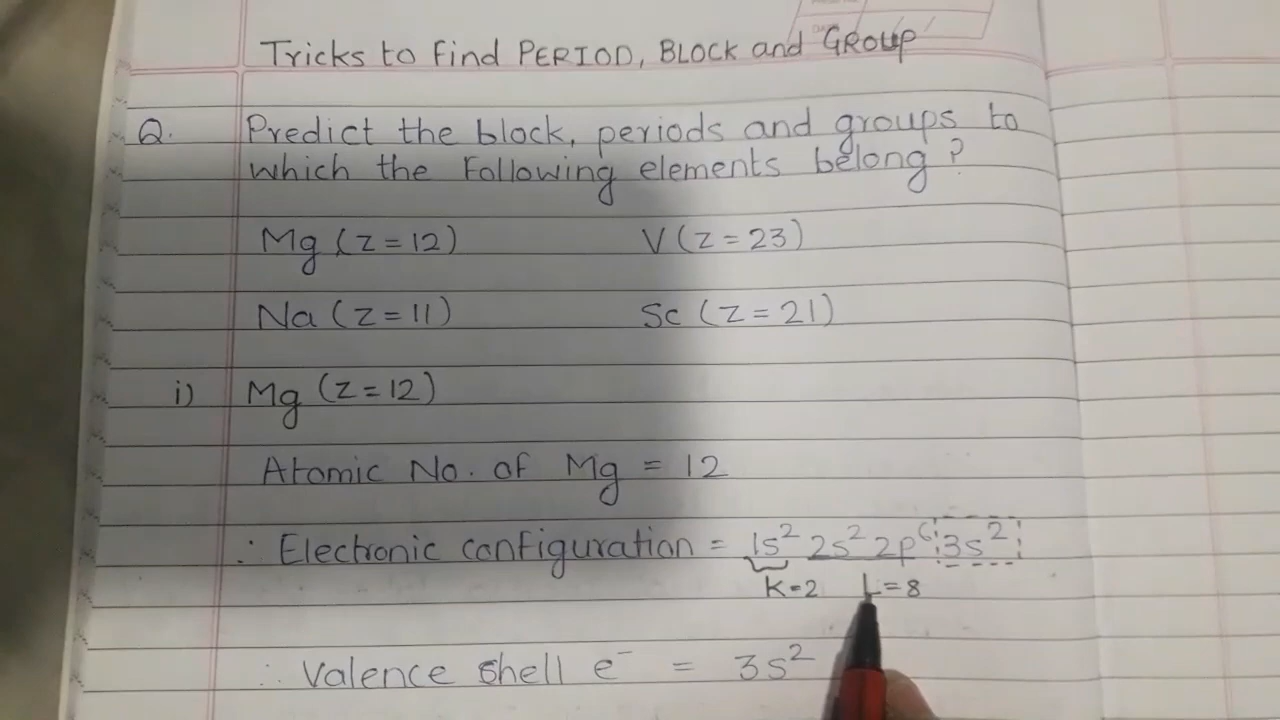 Tricks to Find PERIOD, BLOCK and GROUP
Q. Predict the block, periods and groups to
which the Following elements belong?
Mg (Z=12) V (Z=23)
Na (Z=11) Sc (Z=21)
i) Mg (Z=12)
Atomic No. of Mg = 12
∴ Electronic configuration = 1s² 2s² 2p⁶ 3s²
K=2 L=8
∴ Valence shell e⁻ = 3s²